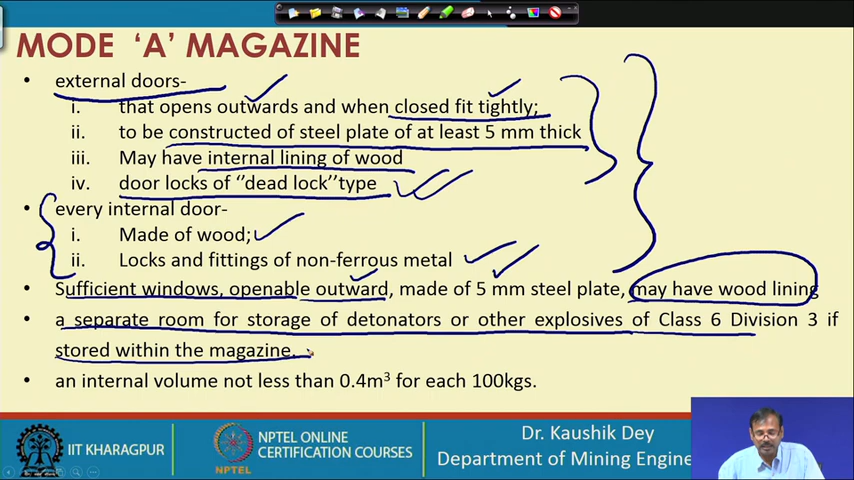 MODE ‘A’ MAGAZINE
• external doors-
i. that opens outwards and when closed fit tightly;
ii. to be constructed of steel plate of at least 5 mm thick
iii. May have internal lining of wood
iv. door locks of ‘‘dead lock’’type
• every internal door-
i. Made of wood;
ii. Locks and fittings of non-ferrous metal
• Sufficient windows, openable outward, made of 5 mm steel plate, may have wood lining
• a separate room for storage of detonators or other explosives of Class 6 Division 3 if
stored within the magazine.
• an internal volume not less than 0.4m³ for each 100kgs.
IIT KHARAGPUR
NPTEL
NPTEL ONLINE
CERTIFICATION COURSES
Dr. Kaushik Dey
Department of Mining Engine